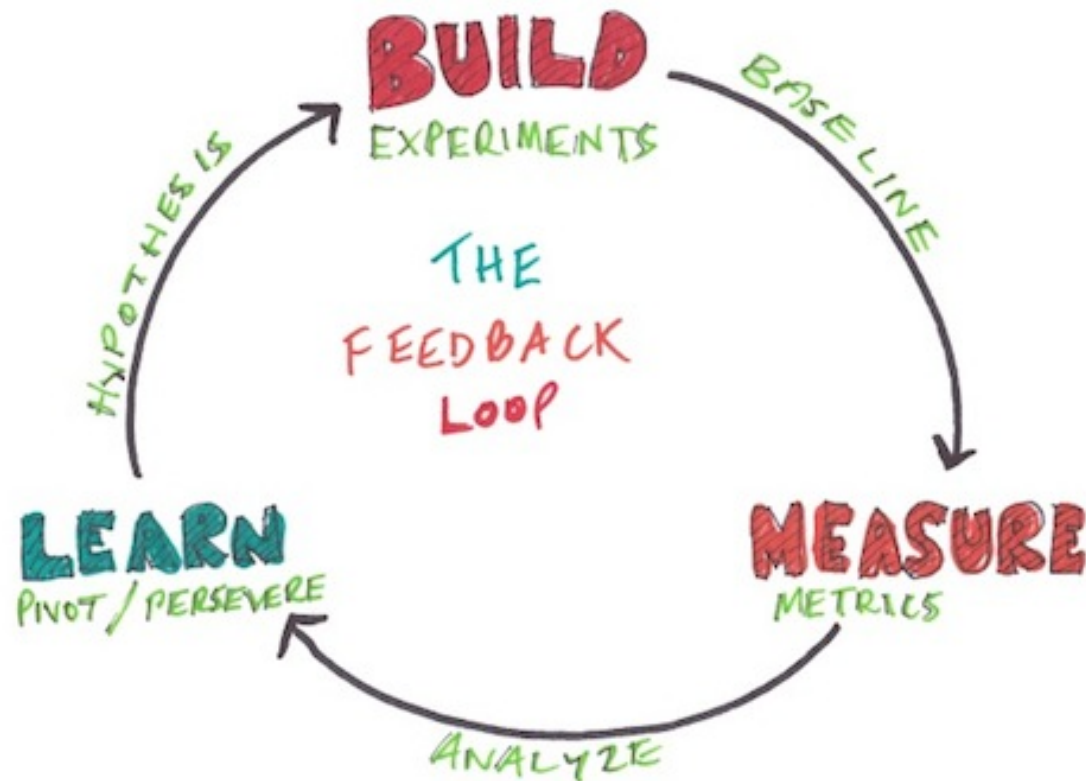 BUILD
EXPERIMENTS
BASELINE
HYPOTHESIS
THE
FEEDBACK
LOOP
LEARN
PIVOT/PERSEVERE
MEASURE
METRICS
ANALYZE